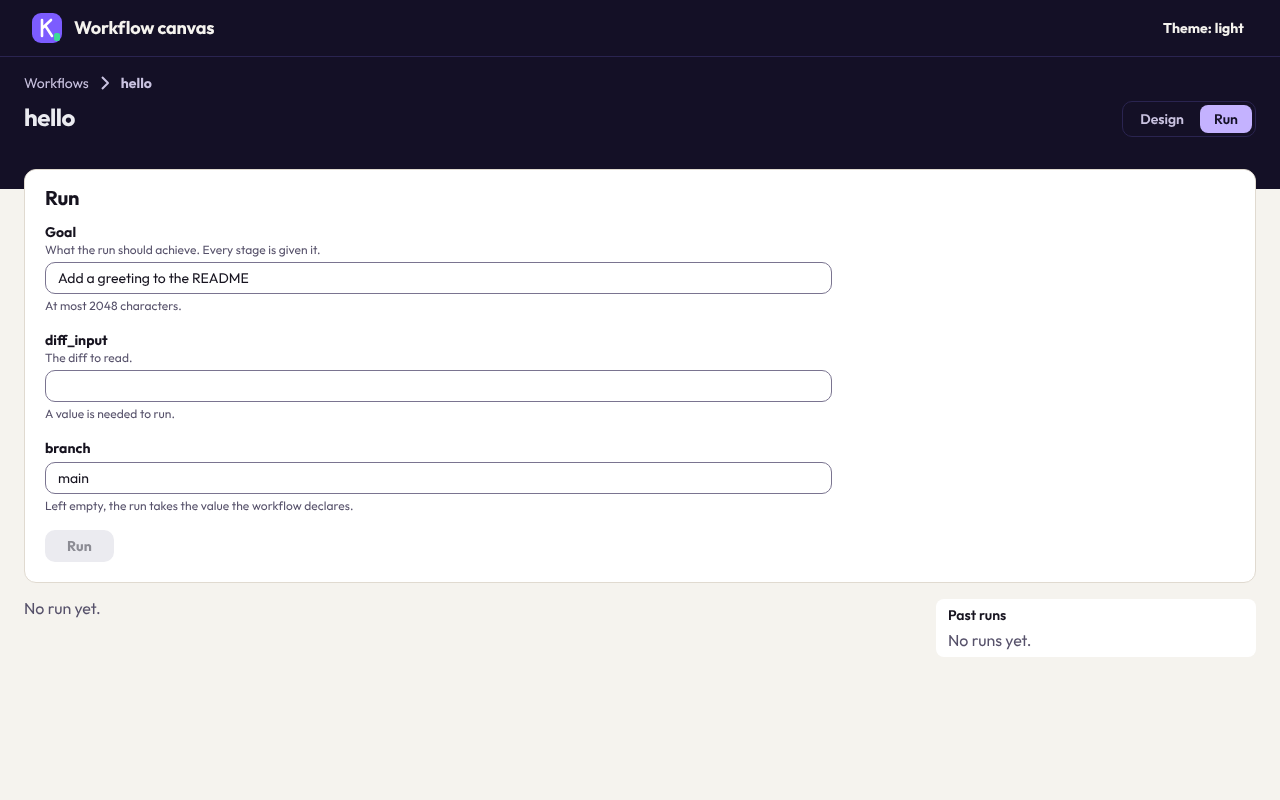 K
Workflow canvas
Theme: light
Workflows
hello
hello
Design
Run
Run
Goal
What the run should achieve. Every stage is given it.
Add a greeting to the README
At most 2048 characters.
diff_input
The diff to read.
A value is needed to run.
branch
main
Left empty, the run takes the value the workflow declares.
Run
No run yet.
Past runs
No runs yet.